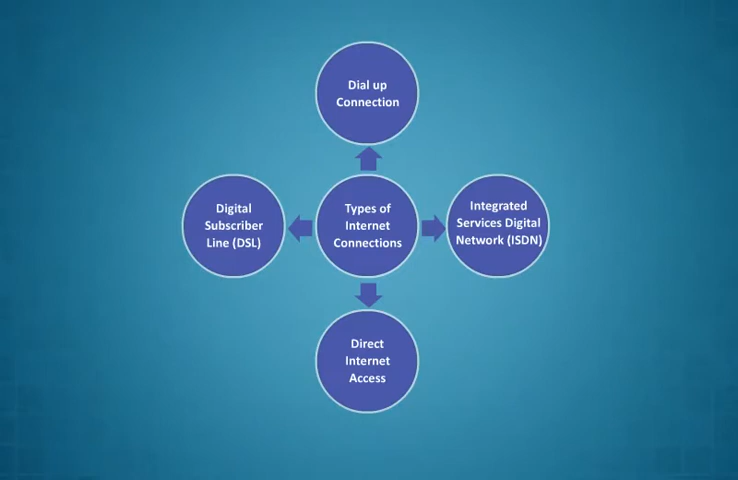 Dial up
Connection
Digital
Subscriber
Line (DSL)
Types of
Internet
Connections
Integrated
Services Digital
Network (ISDN)
Direct
Internet
Access